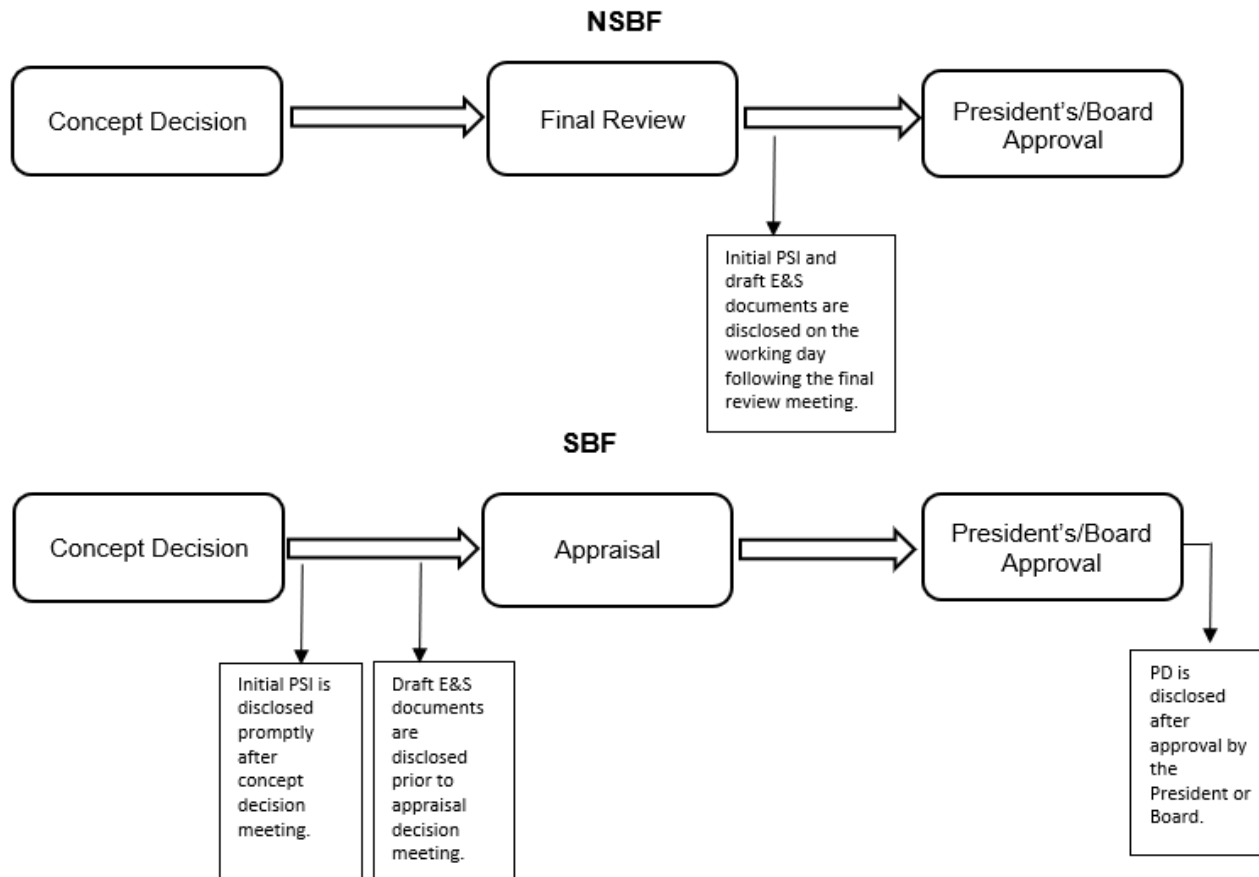 NSBF
Concept Decision
Final Review
President's/Board
Approval
Initial PSI and
draft E&S
documents are
disclosed on the
working day
following the final
review meeting.
SBF
Concept Decision
Appraisal
President's/Board
Approval
Initial PSI is
disclosed
promptly
after
concept
decision
meeting.
Draft E&S
documents
are
disclosed
prior to
appraisal
decision
meeting.
PD is
disclosed
after
approval by
the
President or
Board.